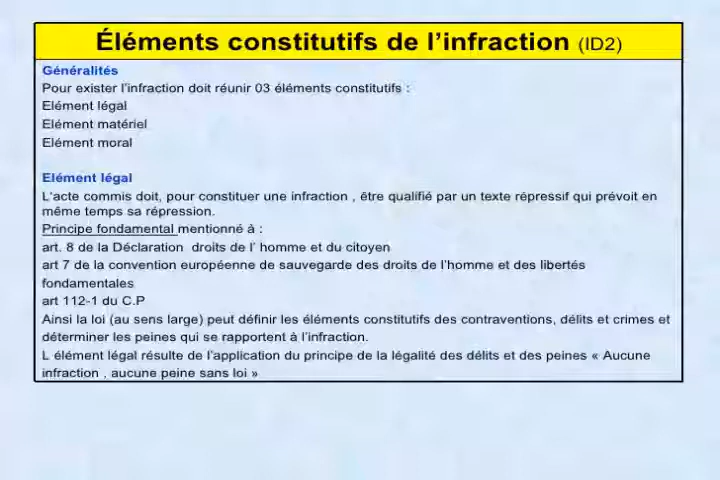 Éléments constitutifs de l'infraction (ID2)
Généralités
Pour exister l'infraction doit réunir 03 éléments constitutifs :
Elément légal
Elément matériel
Elément moral
Elément légal
L'acte commis doit, pour constituer une infraction , être qualifié par un texte répressif qui prévoit en
même temps sa répression.
Principe fondamental mentionné à :
art. 8 de la Déclaration droits de l' homme et du citoyen
art 7 de la convention européenne de sauvegarde des droits de l'homme et des libertés
fondamentales
art 112-1 du C.P
Ainsi la loi (au sens large) peut définir les éléments constitutifs des contraventions, délits et crimes et
déterminer les peines qui se rapportent à l'infraction.
L élément légal résulte de l'application du principe de la légalité des délits et des peines « Aucune
infraction , aucune peine sans loi »